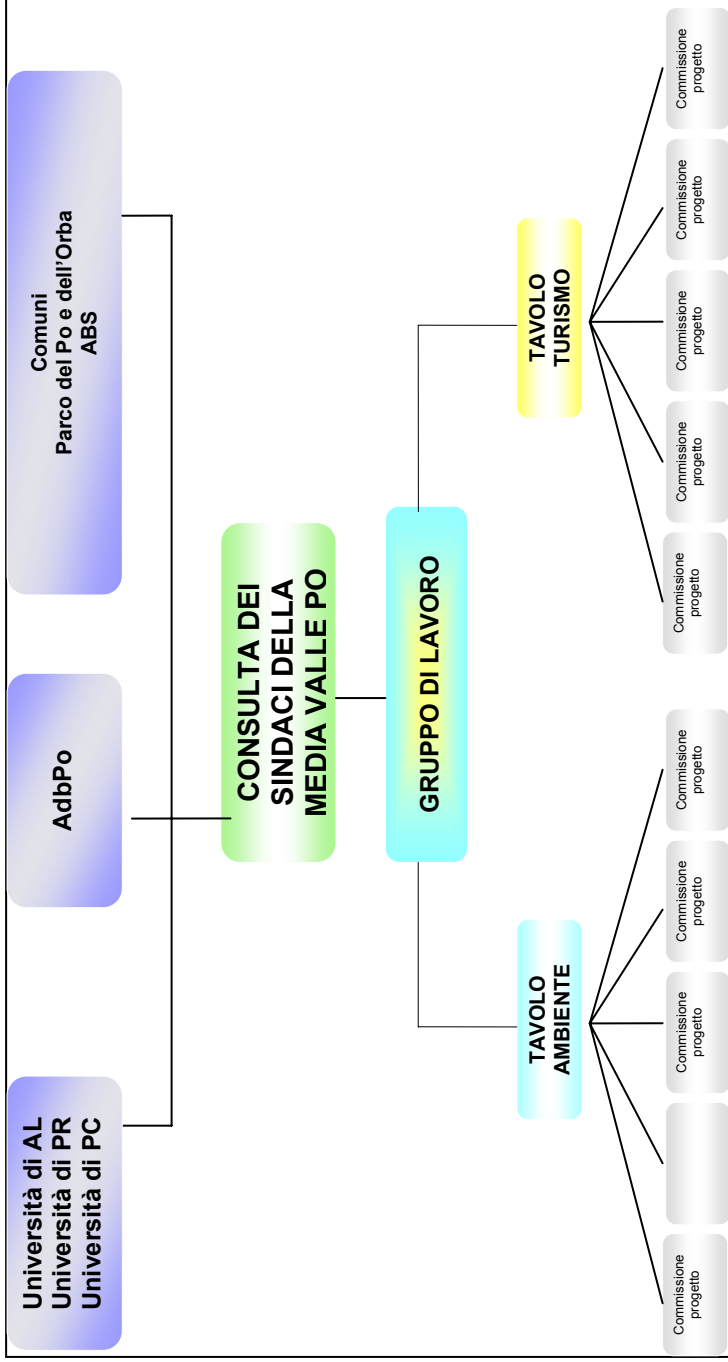 Università di AL
Università di PR
Università di PC
AdbPo
Comuni
Parco del Po e dell'Orba
ABS
CONSULTA DEI
SINDACI DELLA
MEDIA VALLE PO
GRUPPO DI LAVORO
TAVOLO
AMBIENTE
TAVOLO
TURISMO
Commissione
progetto
Commissione
progetto
Commissione
progetto
Commissione
progetto
Commissione
progetto
Commissione
progetto
Commissione
progetto
Commissione
progetto
Commissione
progetto